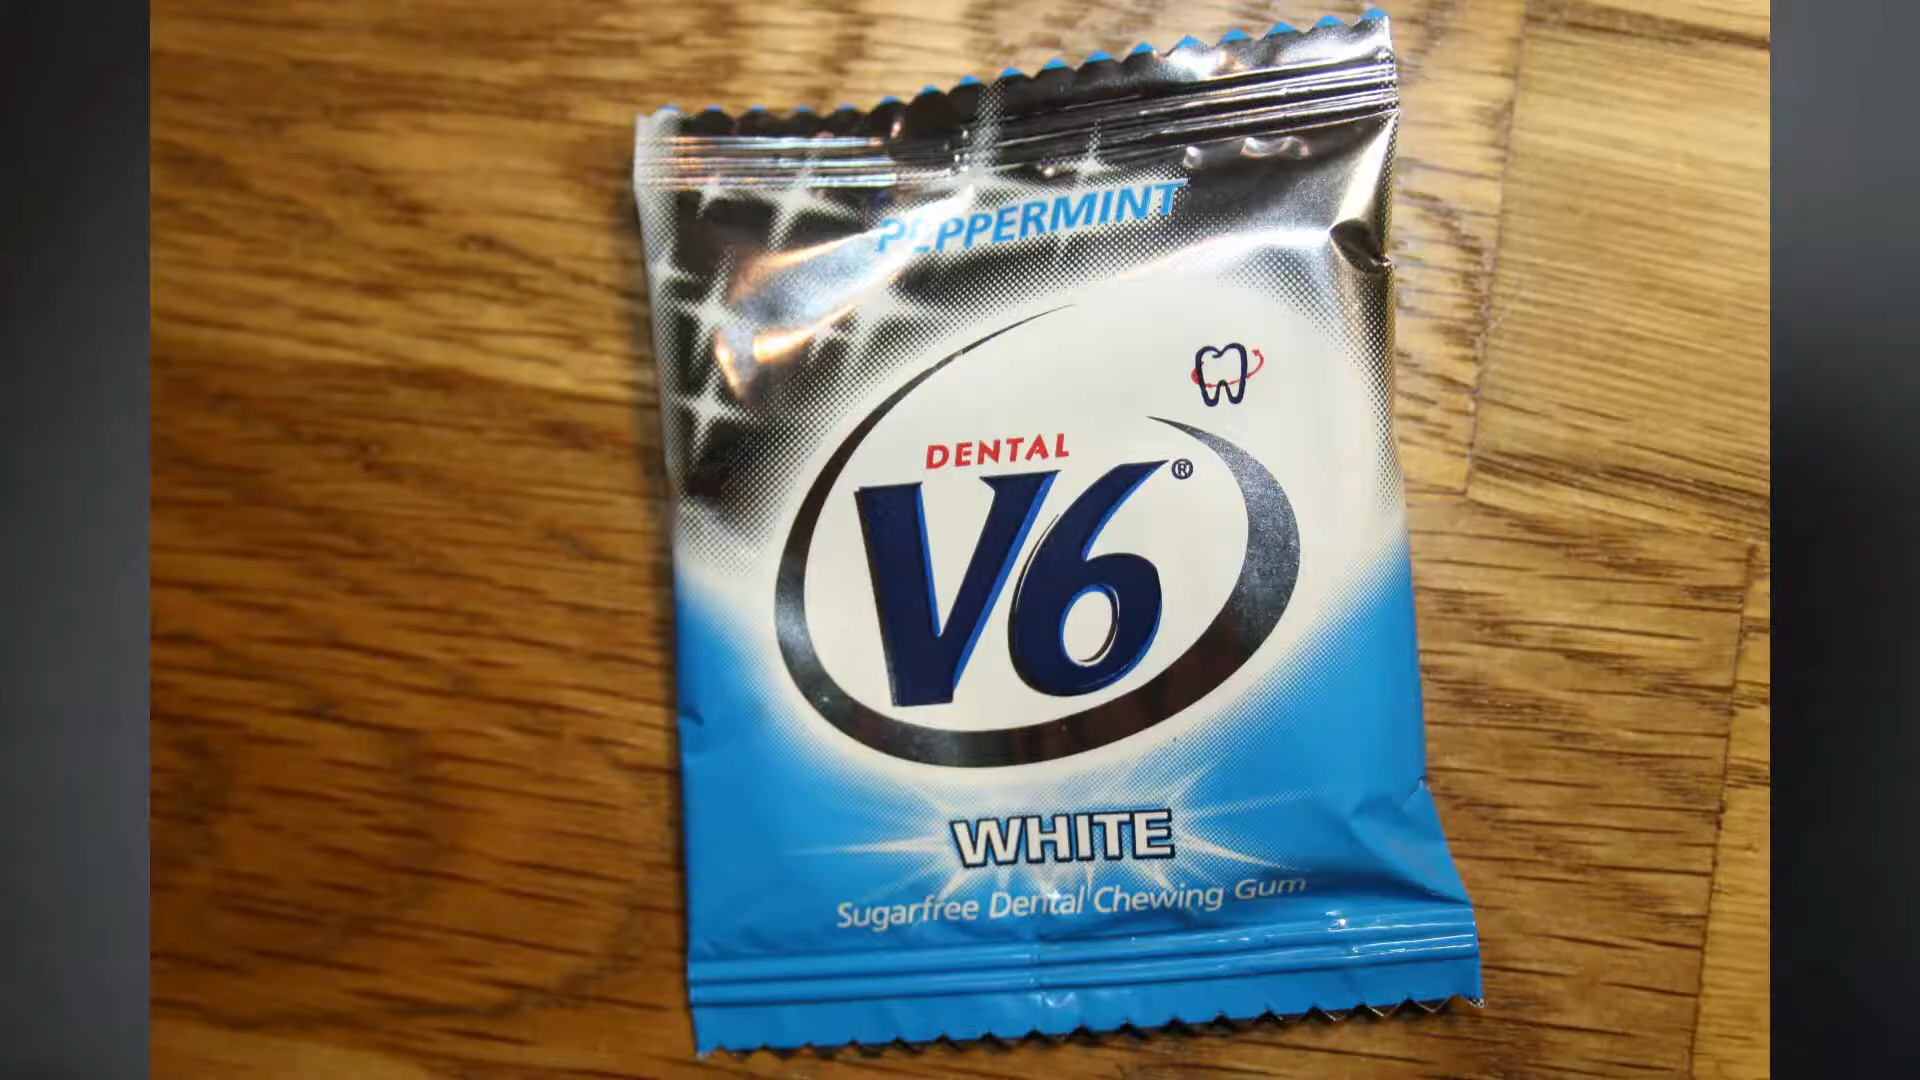 PEPPERMINT
DENTAL
V6®
WHITE
Sugarfree Dental Chewing Gum